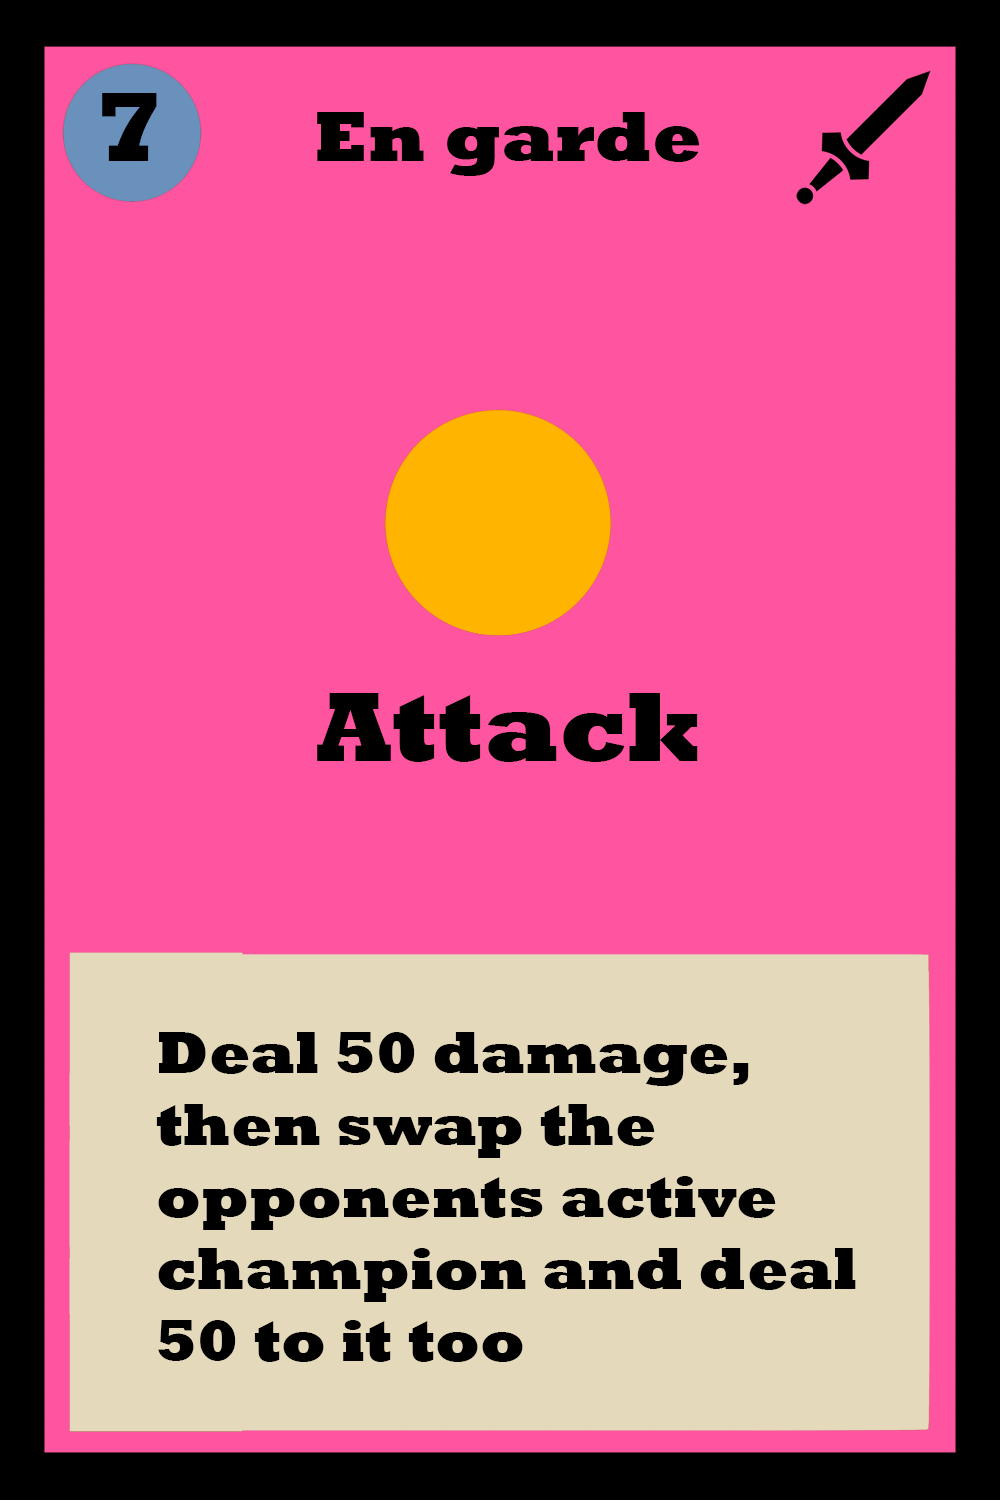 7
En garde
Attack
Deal 50 damage,
then swap the
opponents active
champion and deal
50 to it too